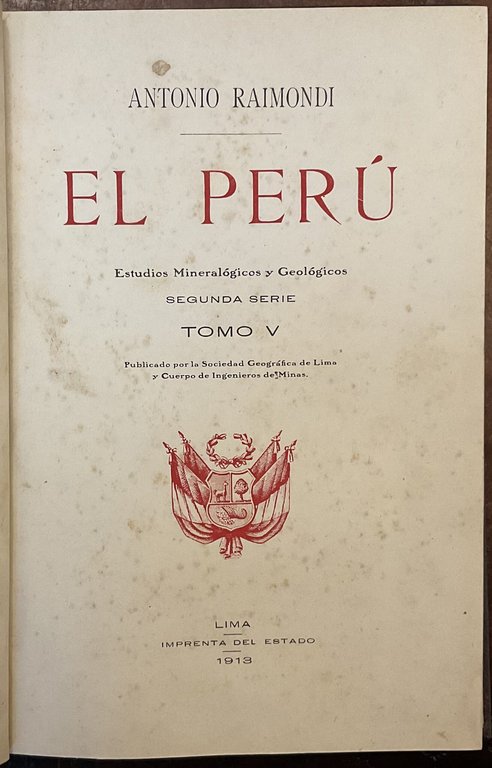 ANTONIO RAIMONDI
EL PERÚ
Estudios Mineralógicos y Geológicos
SEGUNDA SERIE
TOMO V
Publicado por la Sociedad Geográfica de Lima
y Cuerpo de Ingenieros de Minas.
LIMA
IMPRENTA DEL ESTADO
1913